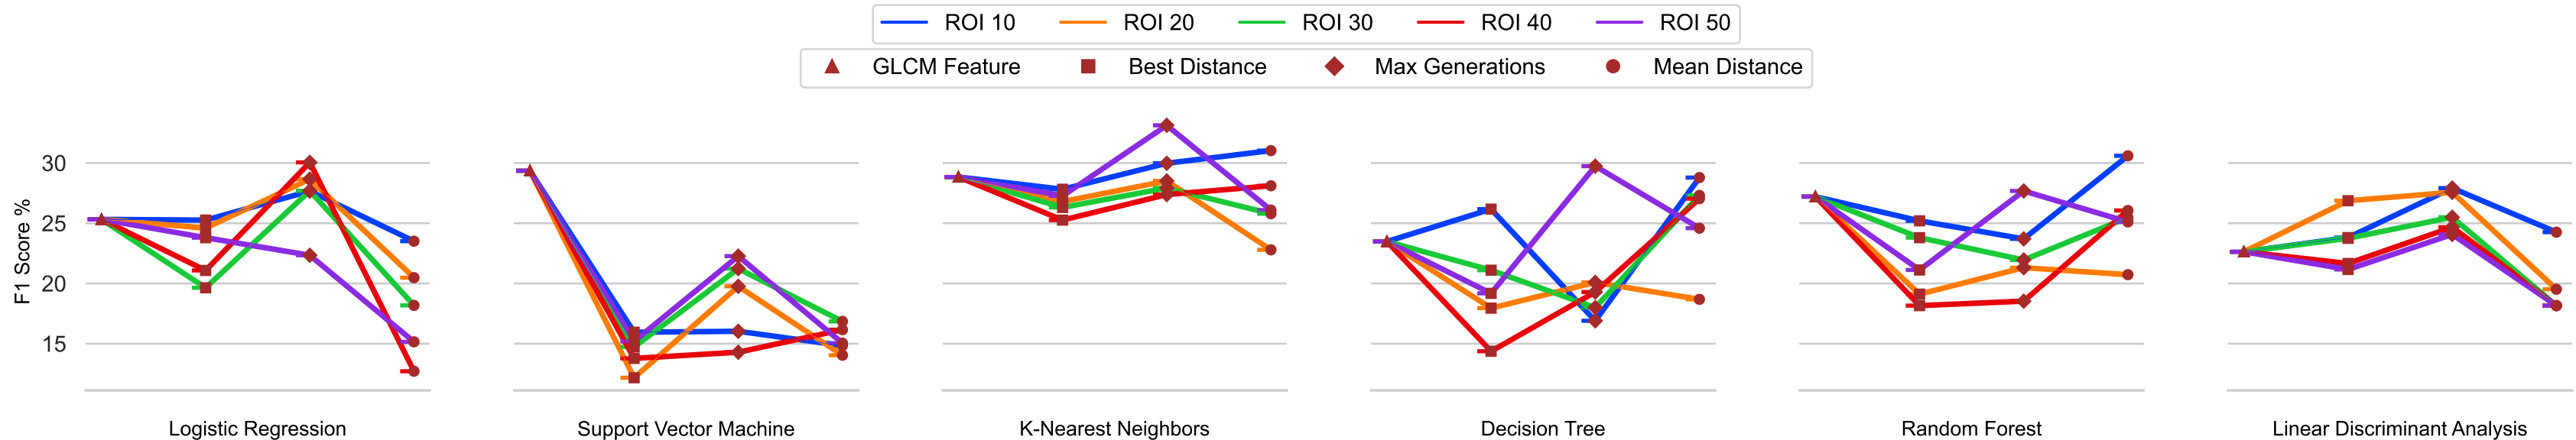 ROI 10 ROI 20 ROI 30 ROI 40 ROI 50
GLCM Feature Best Distance Max Generations Mean Distance
F1 Score %
30
25
20
15
Logistic Regression Support Vector Machine K-Nearest Neighbors Decision Tree Random Forest Linear Discriminant Analysis